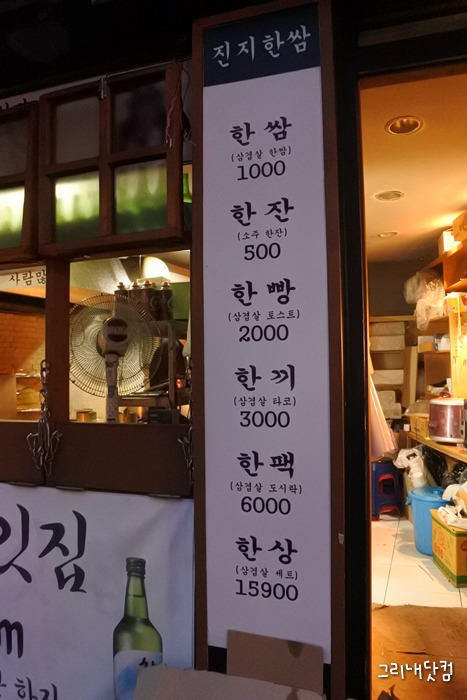 진지한쌈
한 쌈
(삼겹살 한쌈)
1000
한 잔
(소주 한잔)
500
한 빵
(삼겹살 토스트)
2000
한 끼
(삼겹살 타코)
3000
한 팩
(삼겹살 도시락)
6000
한 상
(삼겹살 세트)
15900
사람많
잇집
m
그리내닷컴